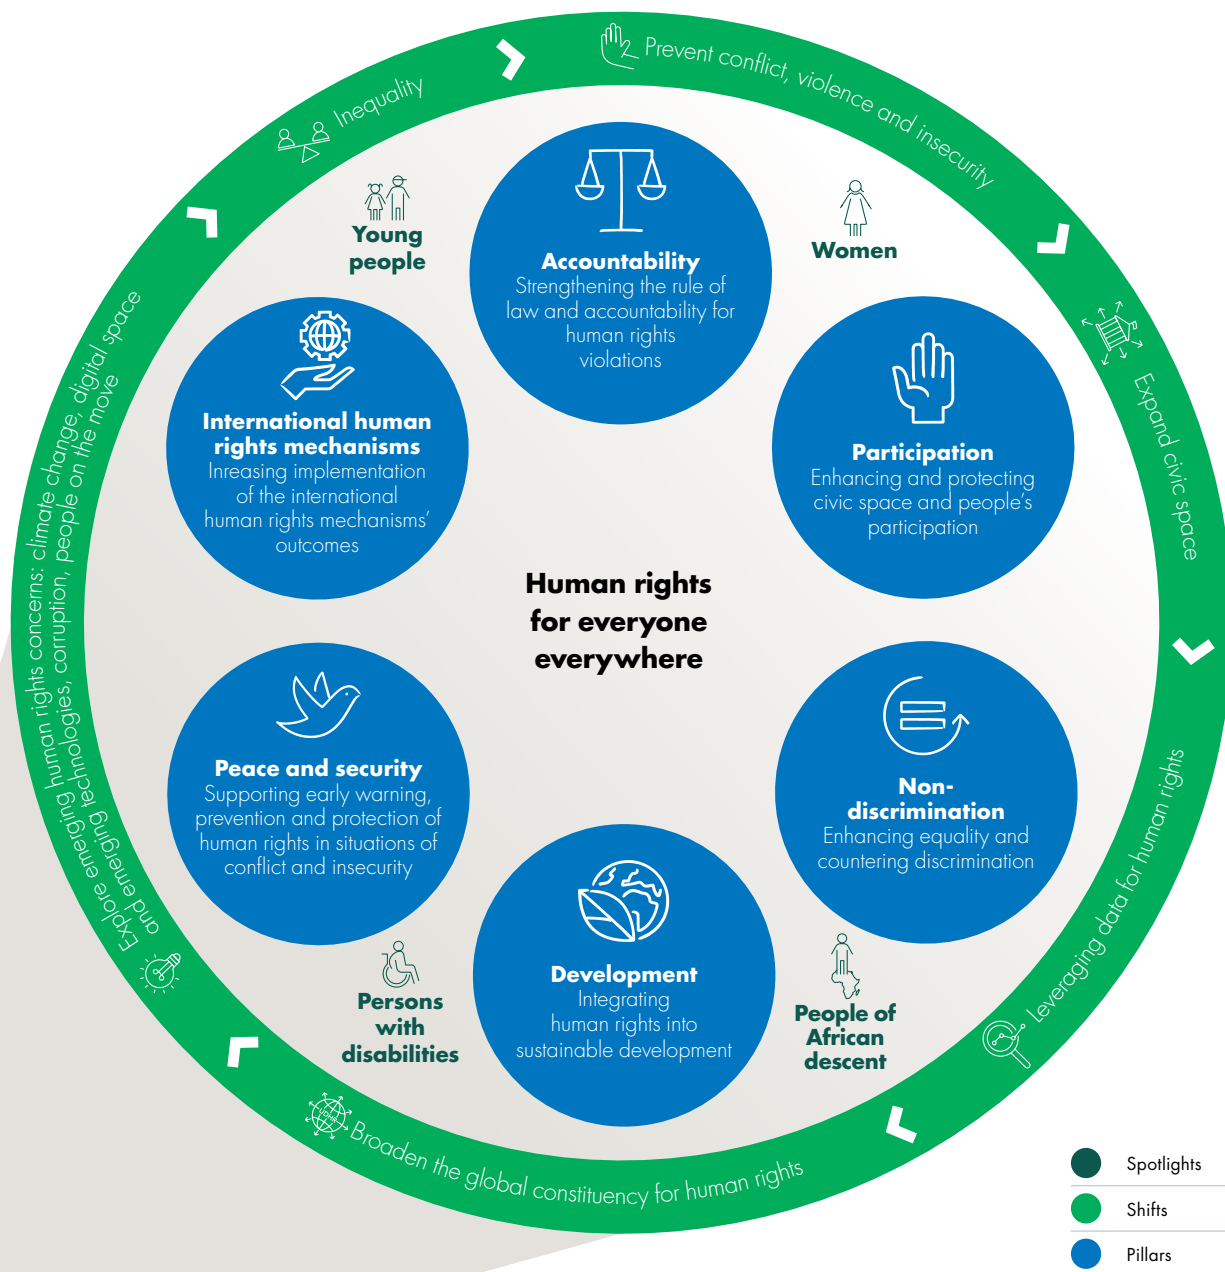 Inequality
Prevent conflict, violence and insecurity
Expand civic space
Leveraging data for human rights
Broaden the global constituency for human rights
Explore emerging human rights concerns: climate change, digital space
and emerging technologies, corruption, people on the move
Young
people
Women
Accountability
Strengthening the rule of
law and accountability for
human rights
violations
International human
rights mechanisms
Inreasing implementation
of the international
human rights mechanisms’
outcomes
Participation
Enhancing and protecting
civic space and people’s
participation
Human rights
for everyone
everywhere
Peace and security
Supporting early warning,
prevention and protection of
human rights in situations of
conflict and insecurity
Non-
discrimination
Enhancing equality and
countering discrimination
Development
Integrating
human rights into
sustainable development
Persons
with
disabilities
People of
African
descent
UDHR
Spotlights
Shifts
Pillars